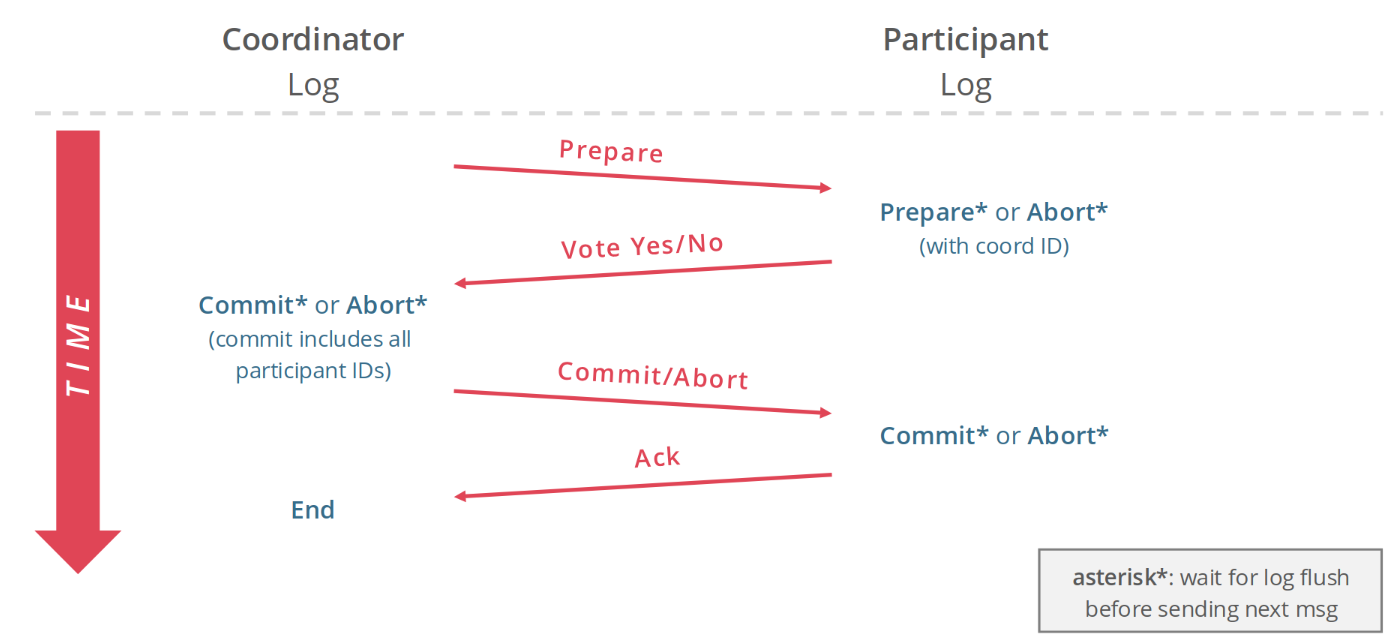 Coordinator
Log
Participant
Log
TIME
Prepare
Prepare* or Abort*
(with coord ID)
Vote Yes/No
Commit* or Abort*
(commit includes all
participant IDs)
Commit/Abort
Commit* or Abort*
Ack
End
asterisk*: wait for log flush
before sending next msg